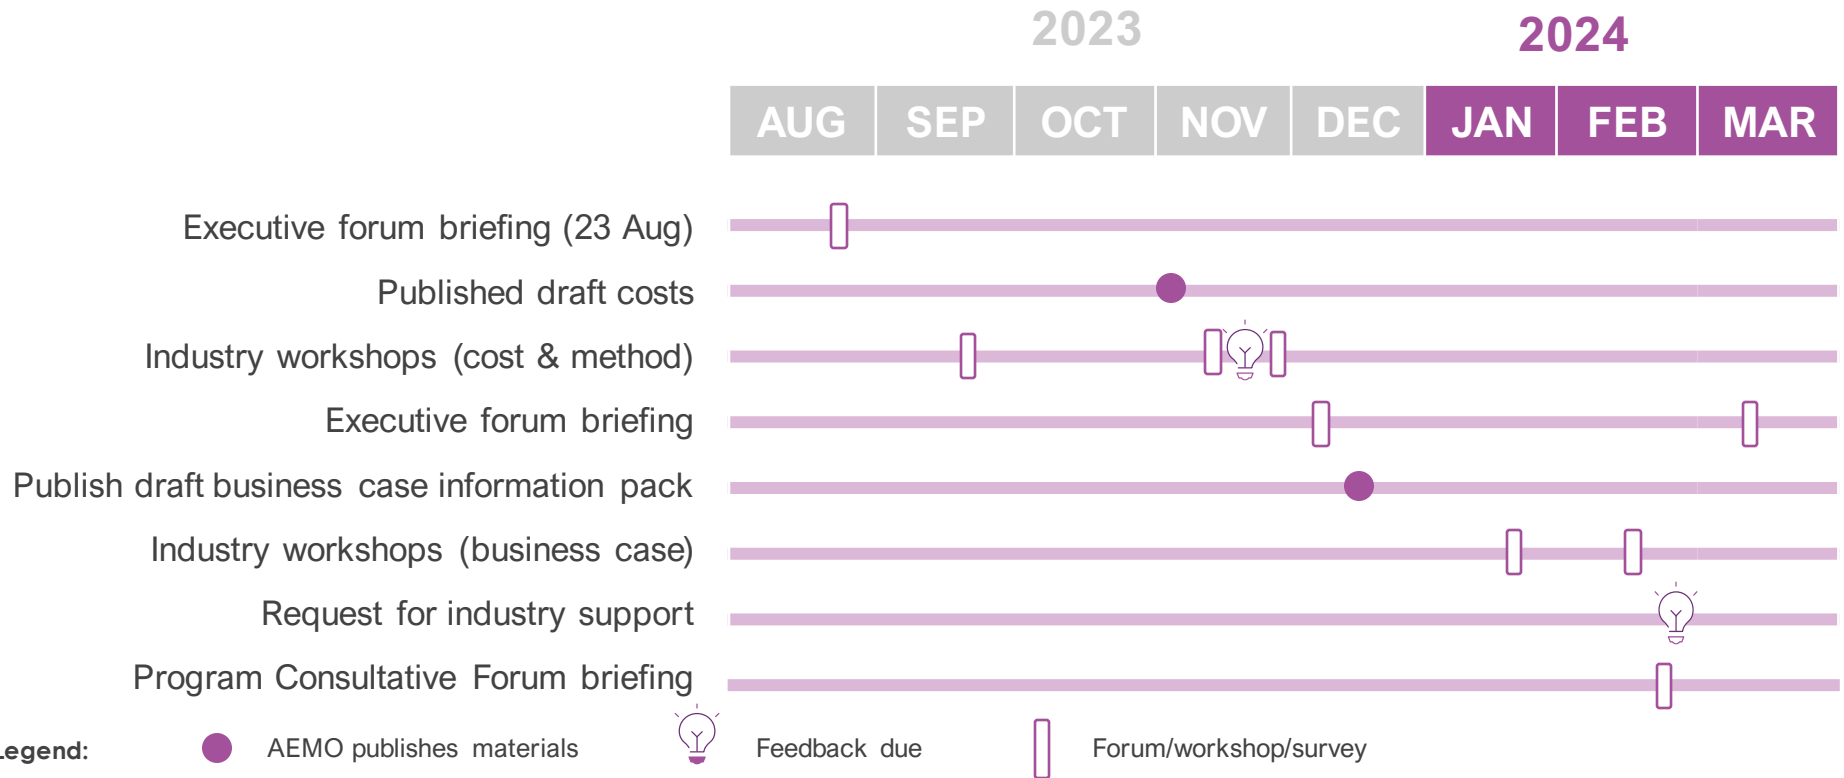 2023
2024
AUG SEP OCT NOV DEC JAN FEB MAR
Executive forum briefing (23 Aug)
Published draft costs
Industry workshops (cost & method)
Executive forum briefing
Publish draft business case information pack
Industry workshops (business case)
Request for industry support
Program Consultative Forum briefing
Legend: AEMO publishes materials Feedback due Forum/workshop/survey